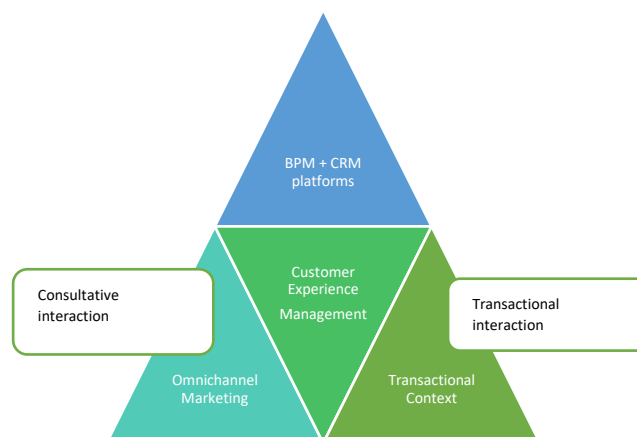 BPM + CRM
platforms
Customer
Experience
Management
Consultative
interaction
Transactional
interaction
Omnichannel
Marketing
Transactional
Context